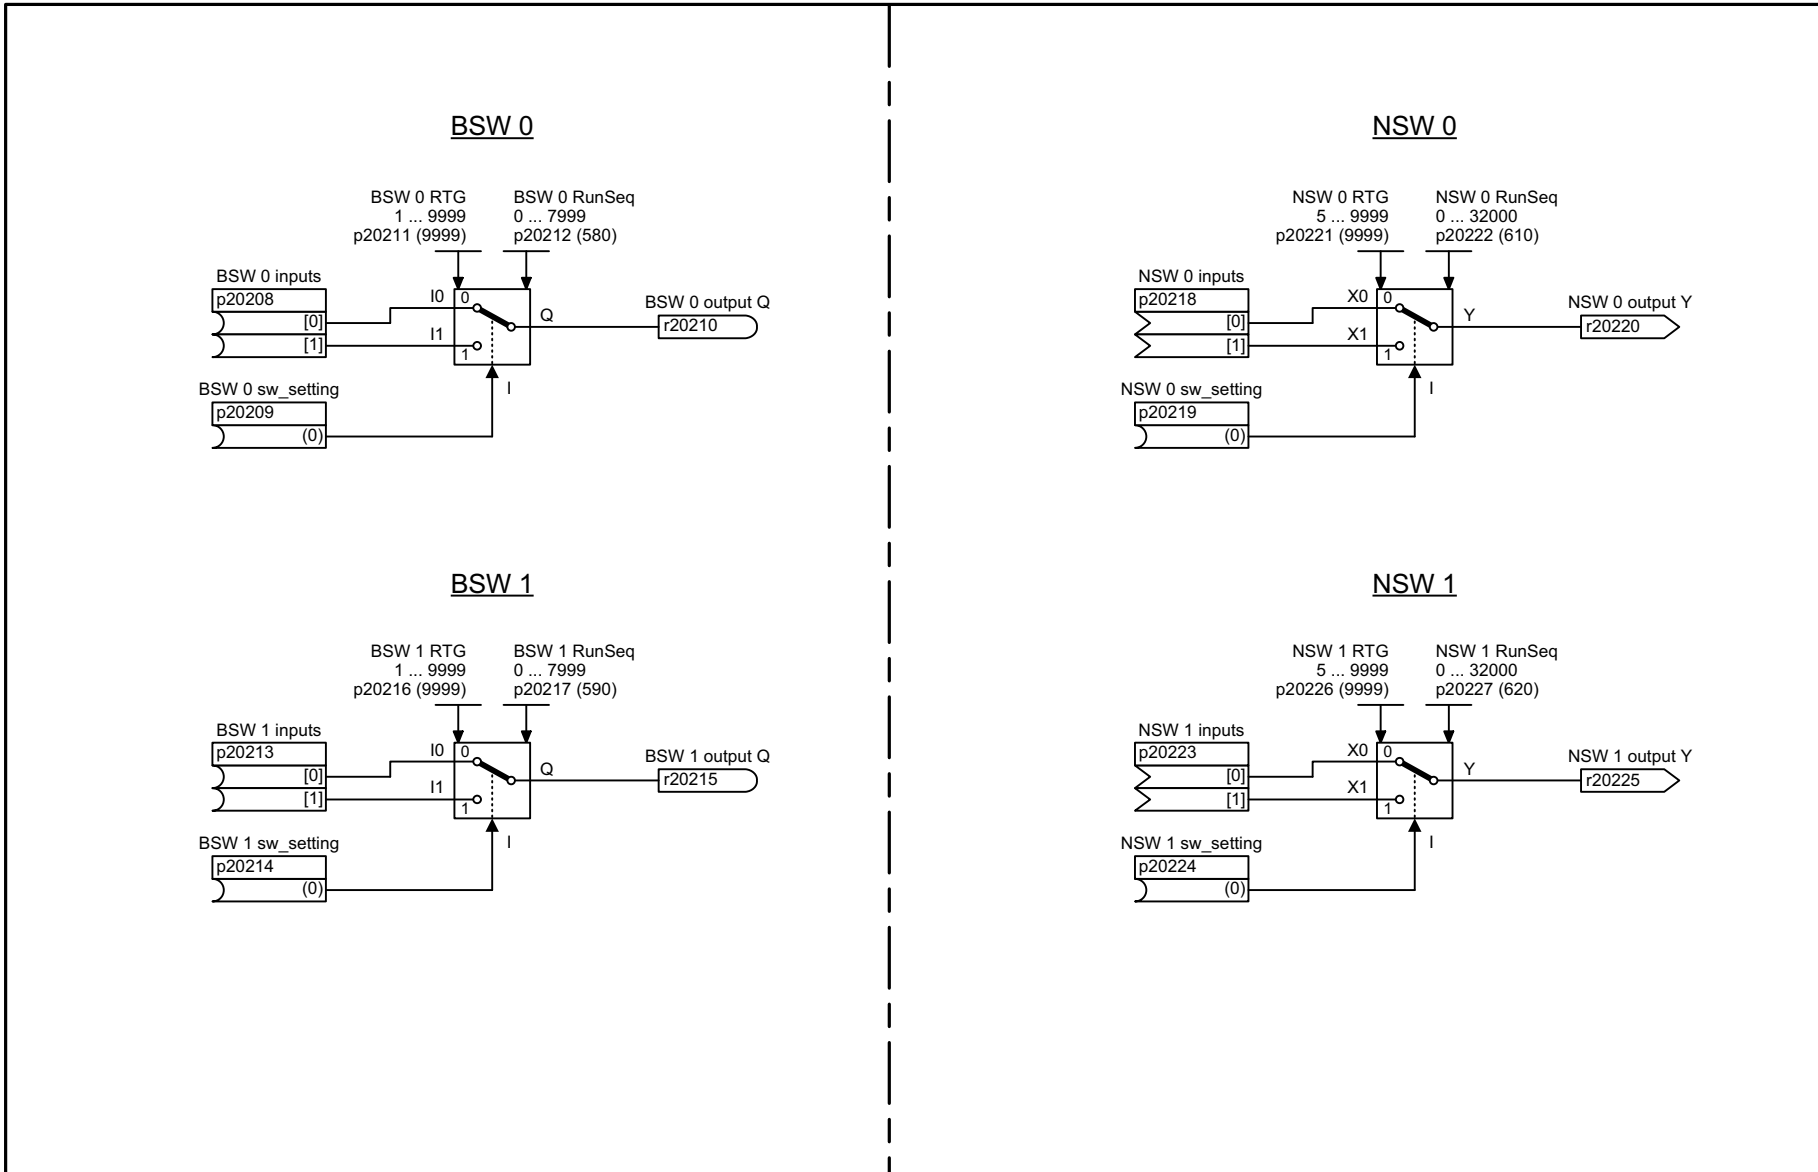 BSW 0
BSW 0 RTG
1 ... 9999
p20211 (9999)
BSW 0 RunSeq
0 ... 7999
p20212 (580)
BSW 0 inputs
p20208
[0]
[1]
I0
I1
0
1
Q
I
BSW 0 output Q
r20210
BSW 0 sw_setting
p20209
(0)
BSW 1
BSW 1 RTG
1 ... 9999
p20216 (9999)
BSW 1 RunSeq
0 ... 7999
p20217 (590)
BSW 1 inputs
p20213
[0]
[1]
I0
I1
0
1
Q
I
BSW 1 output Q
r20215
BSW 1 sw_setting
p20214
(0)
NSW 0
NSW 0 RTG
5 ... 9999
p20221 (9999)
NSW 0 RunSeq
0 ... 32000
p20222 (610)
NSW 0 inputs
p20218
[0]
[1]
X0
X1
0
1
Y
I
NSW 0 output Y
r20220
NSW 0 sw_setting
p20219
(0)
NSW 1
NSW 1 RTG
5 ... 9999
p20226 (9999)
NSW 1 RunSeq
0 ... 32000
p20227 (620)
NSW 1 inputs
p20223
[0]
[1]
X0
X1
0
1
Y
I
NSW 1 output Y
r20225
NSW 1 sw_setting
p20224
(0)